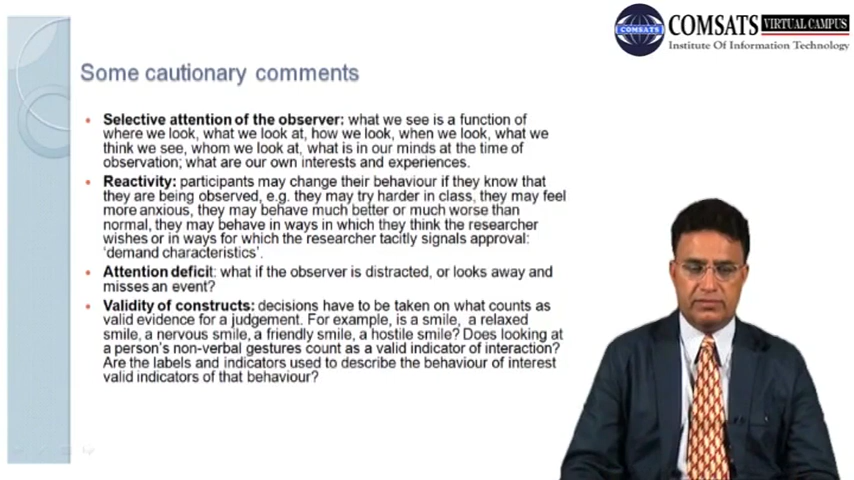 COMSATS VIRTUAL CAMPUS
Institute Of Information Technology
COMSATS
Some cautionary comments
Selective attention of the observer: what we see is a function of
where we look, what we look at, how we look, when we look, what we
think we see, whom we look at, what is in our minds at the time of
observation; what are our own interests and experiences.
Reactivity: participants may change their behaviour if they know that
they are being observed, e.g. they may try harder in class, they may feel
more anxious, they may behave much better or much worse than
normal, they may behave in ways in which they think the researcher
wishes or in ways for which the researcher tacitly signals approval:
‘demand characteristics’.
Attention deficit: what if the observer is distracted, or looks away and
misses an event?
Validity of constructs: decisions have to be taken on what counts as
valid evidence for a judgement. For example, is a smile, a relaxed
smile, a nervous smile, a friendly smile, a hostile smile? Does looking at
a person's non-verbal gestures count as a valid indicator of interaction?
Are the labels and indicators used to describe the behaviour of interest
valid indicators of that behaviour?